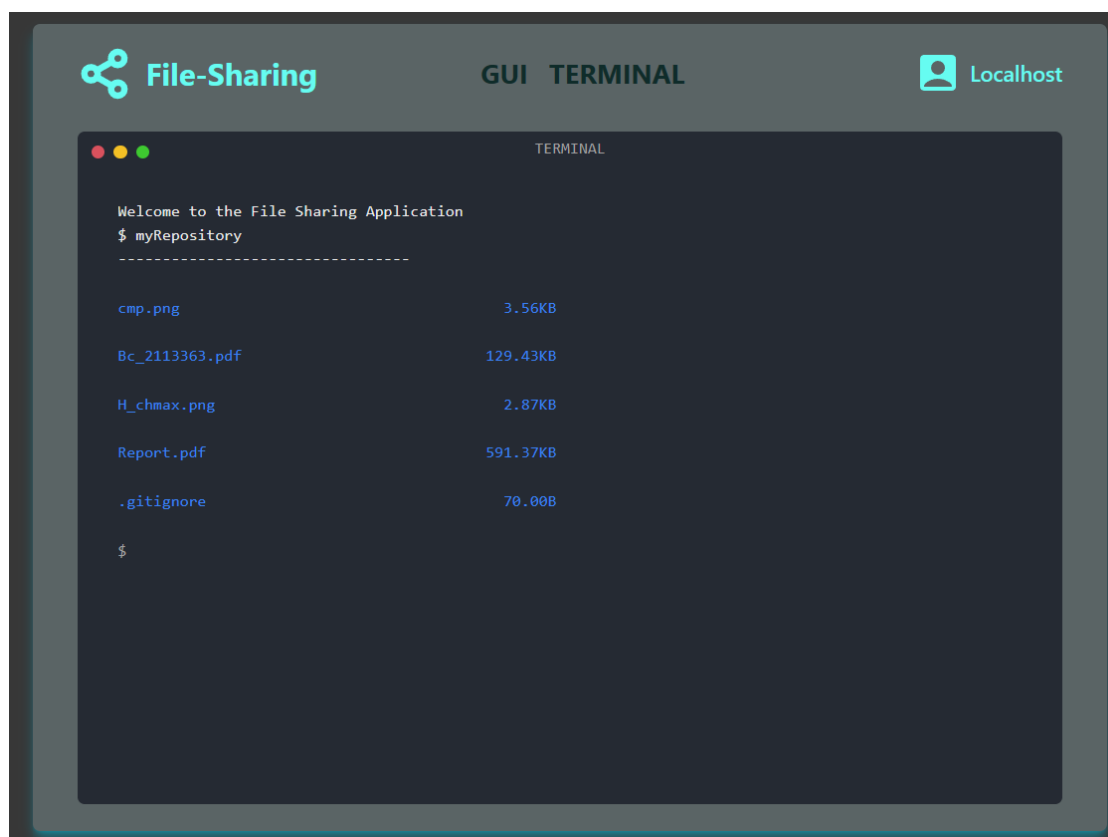 File-Sharing GUI TERMINAL Localhost
TERMINAL
Welcome to the File Sharing Application
$ myRepository
---------------------------------
cmp.png 3.56KB
Bc_2113363.pdf 129.43KB
H_chmax.png 2.87KB
Report.pdf 591.37KB
.gitignore 70.00B
$